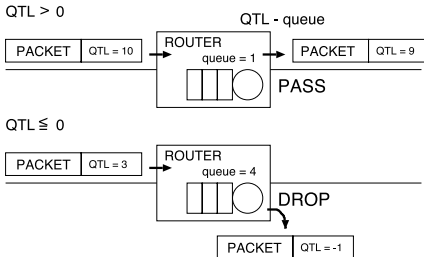 QTL > 0
QTL - queue
PACKET QTL = 10
ROUTER
queue = 1
PACKET QTL = 9
PASS
QTL ≦ 0
PACKET QTL = 3
ROUTER
queue = 4
DROP
PACKET QTL = -1